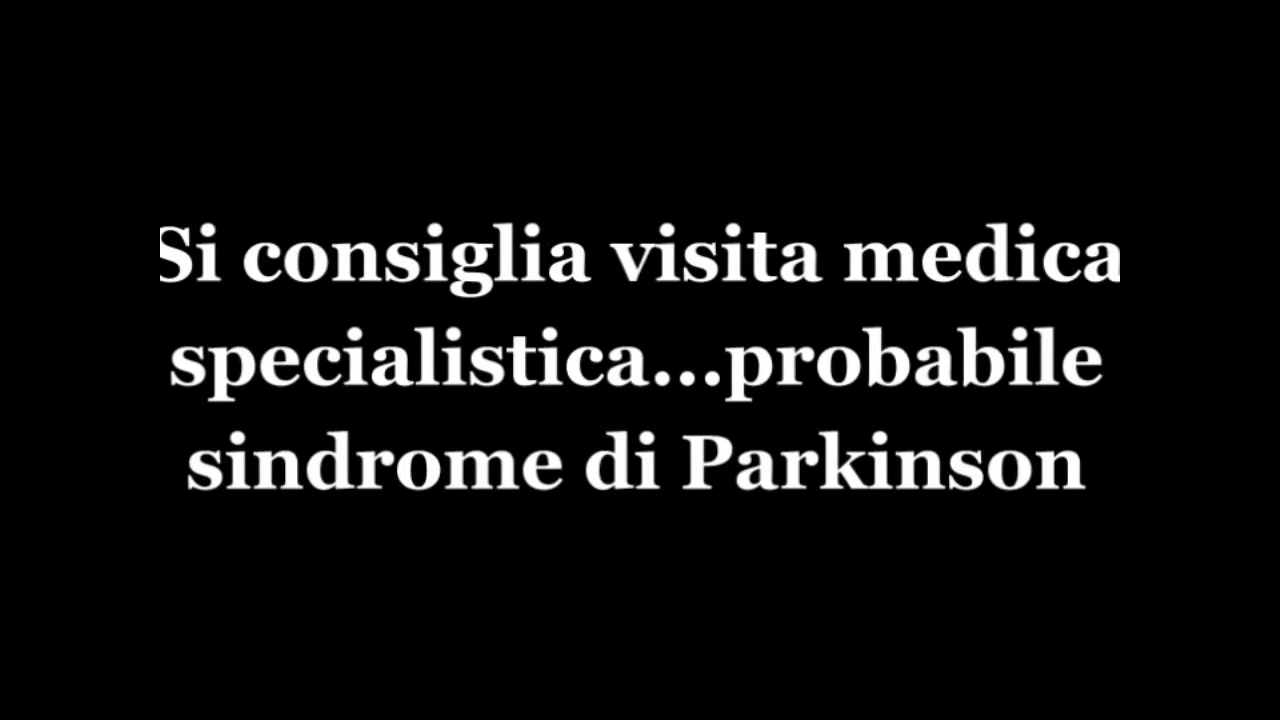 Si consiglia visita medica
specialistica...probabile
sindrome di Parkinson